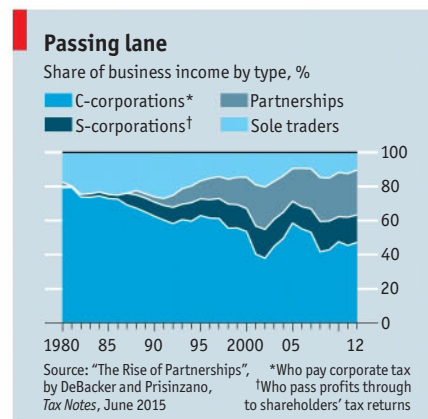 Passing lane
Share of business income by type, %
C-corporations* Partnerships
S-corporations† Sole traders
100
80
60
40
20
0
1980 85 90 95 2000 05 12
Source: "The Rise of Partnerships", *Who pay corporate tax
by DeBacker and Prisinzano, †Who pass profits through
Tax Notes, June 2015 to shareholders' tax returns